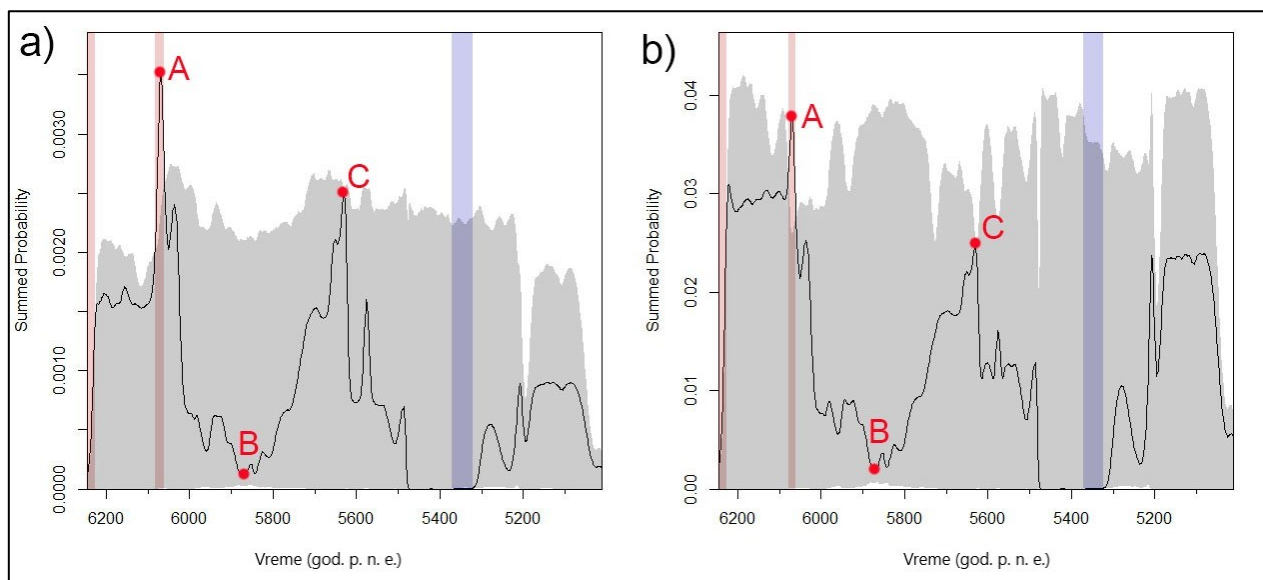 a)
A
B
C
Summed Probability
0.0000
0.0010
0.0020
0.0030
6200
6000
5800
5600
5400
5200
Vreme (god. p. n. e.)
b)
A
B
C
Summed Probability
0.00
0.01
0.02
0.03
0.04
6200
6000
5800
5600
5400
5200
Vreme (god. p. n. e.)